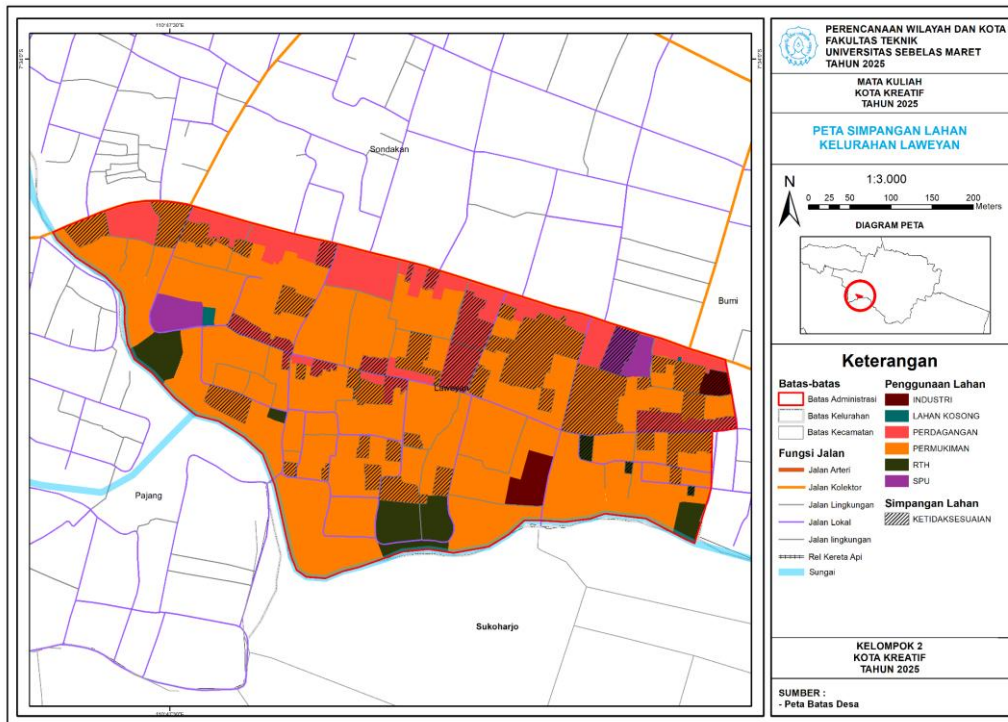 PERENCANAAN WILAYAH DAN KOTA
FAKULTAS TEKNIK
UNIVERSITAS SEBELAS MARET
TAHUN 2025
MATA KULIAH
KOTA KREATIF
TAHUN 2025
PETA SIMPANGAN LAHAN
KELURAHAN LAWEYAN
N
1:3.000
0 25 50 100 150 200
Meters
DIAGRAM PETA
Keterangan
Batas-batas
Batas Administrasi
Batas Kelurahan
Batas Kecamatan
Fungsi Jalan
Jalan Arteri
Jalan Kolektor
Jalan Lingkungan
Jalan Lokal
Jalan lingkungan
Rel Kereta Api
Sungai
Penggunaan Lahan
INDUSTRI
LAHAN KOSONG
PERDAGANGAN
PERMUKIMAN
RTH
SPU
Simpangan Lahan
KETIDAKSESUAIAN
KELOMPOK 2
KOTA KREATIF
TAHUN 2025
SUMBER :
- Peta Batas Desa
Sondakan
Bumi
Laweyan
Pajang
Sukoharjo